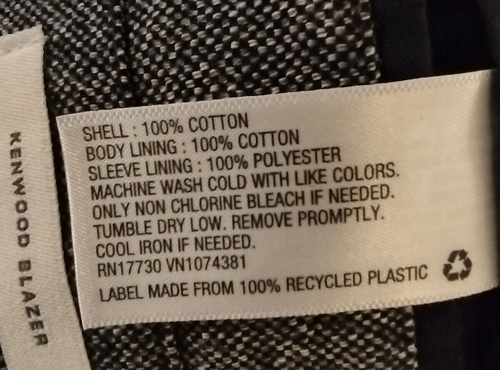 KENWOOD BLAZER
SHELL : 100% COTTON
BODY LINING : 100% COTTON
SLEEVE LINING : 100% POLYESTER
MACHINE WASH COLD WITH LIKE COLORS.
ONLY NON CHLORINE BLEACH IF NEEDED.
TUMBLE DRY LOW. REMOVE PROMPTLY.
COOL IRON IF NEEDED.
RN17730 VN1074381
LABEL MADE FROM 100% RECYCLED PLASTIC